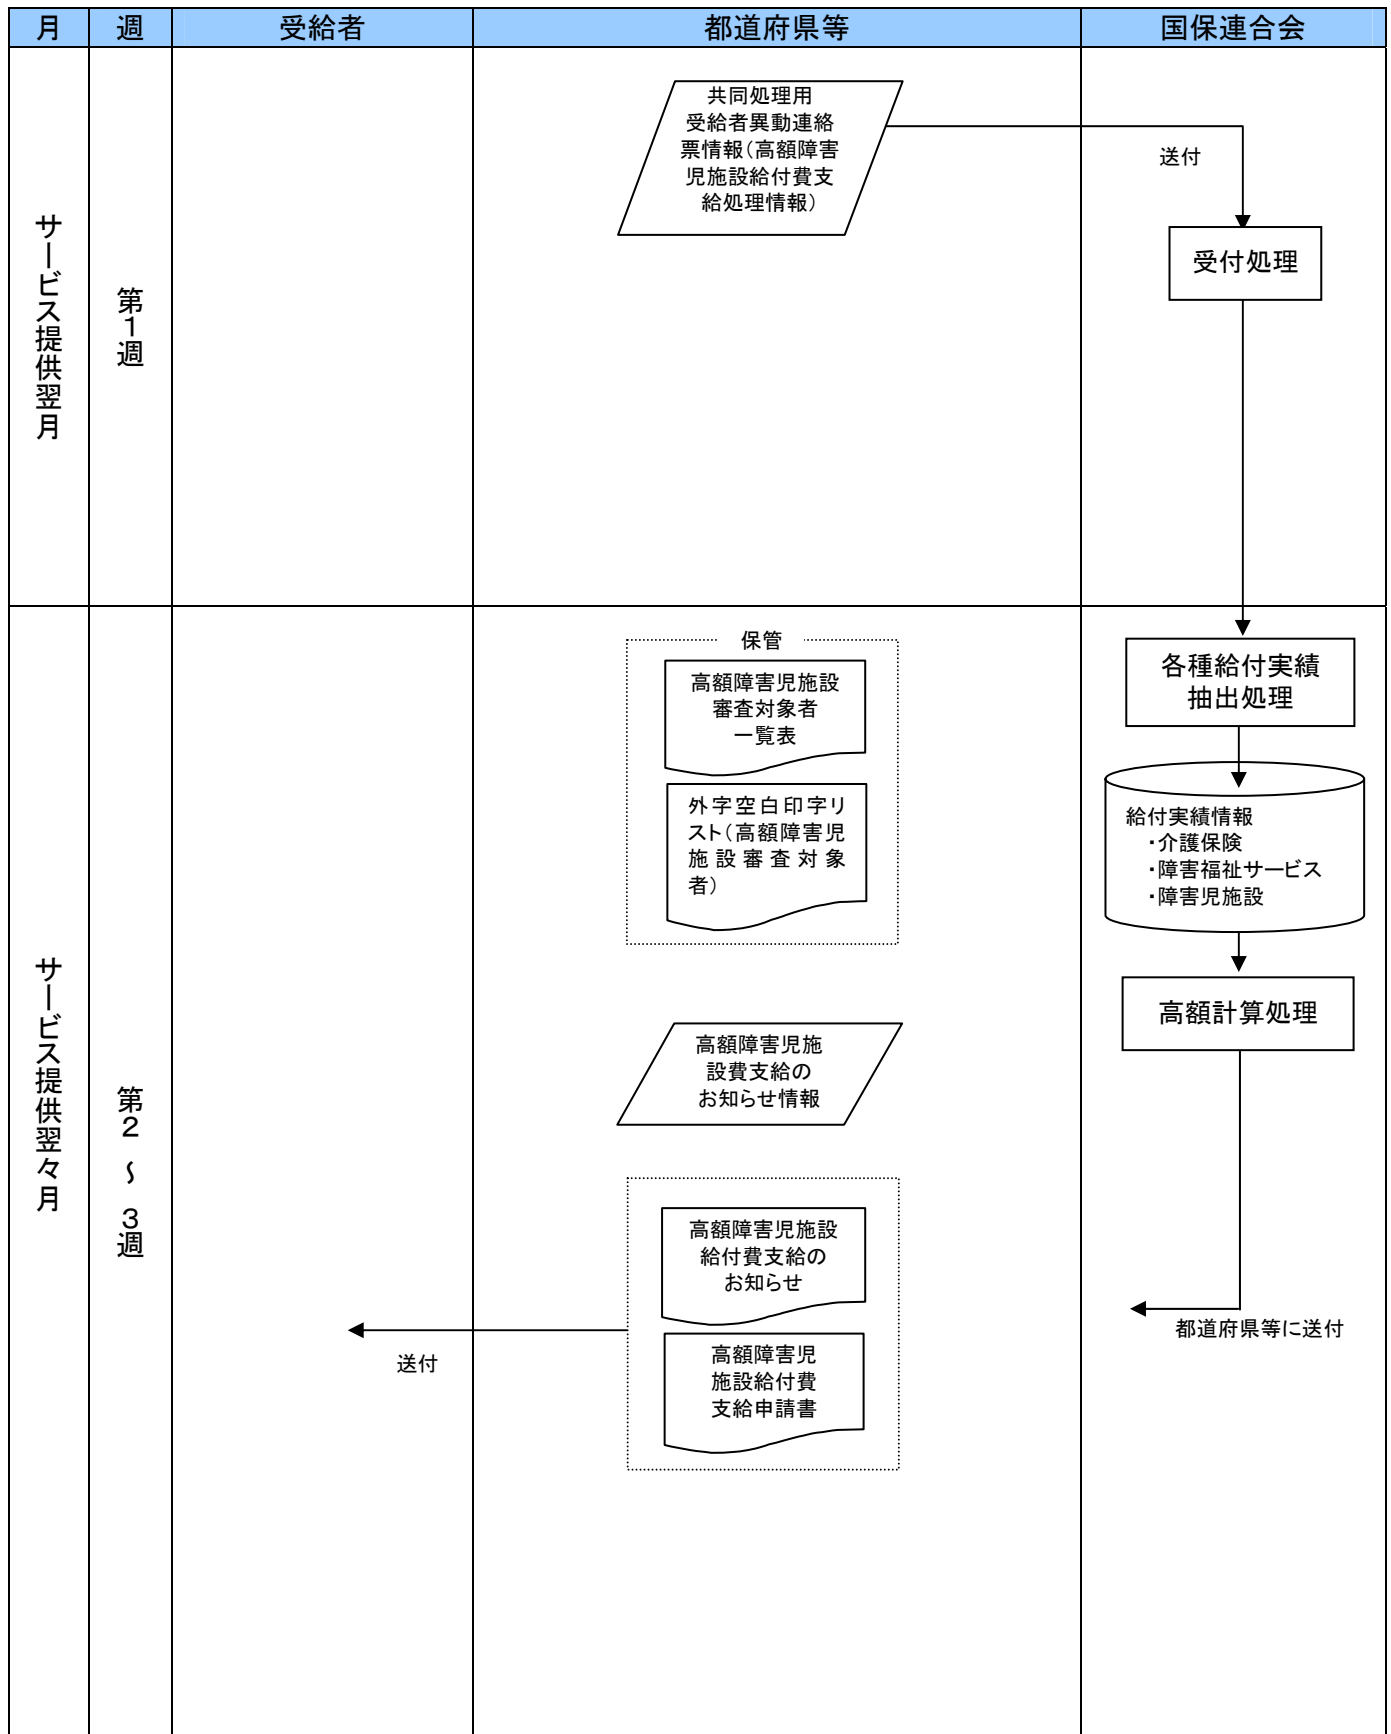 月 週 受給者 都道府県等 国保連合会
サービス提供翌月
第1週
共同処理用
受給者異動連絡
票情報(高額障害
児施設給付費支
給処理情報)
送付
受付処理
サービス提供翌々月
第2～3週
保管
高額障害児施設
審査対象者
一覧表
外字空白印字リ
スト(高額障害児
施設審査対象
者)
各種給付実績
抽出処理
給付実績情報
・介護保険
・障害福祉サービス
・障害児施設
高額計算処理
高額障害児施
設費支給の
お知らせ情報
高額障害児施設
給付費支給の
お知らせ
高額障害児
施設給付費
支給申請書
都道府県等に送付
送付